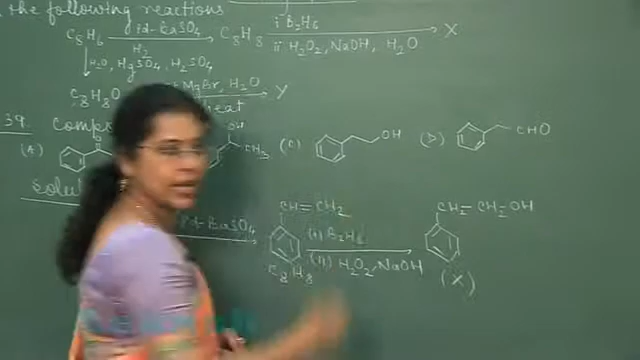 the following reactions
C₈H₆ Pd-BaSO₄ H₂ C₈H₈ i B₂H₆ ii H₂O₂, NaOH, H₂O X
H₂O, HgSO₄, H₂SO₄
C₈H₈O MgBr, H₂O heat Y
39. Comp
(A) OH CH₃ (C) OH (D) CHO
Solu
Pd-BaSO₄ CH=CH₂ C₈H₈ (i) B₂H₆ (ii) H₂O₂, NaOH CH₂-CH₂-OH (X)